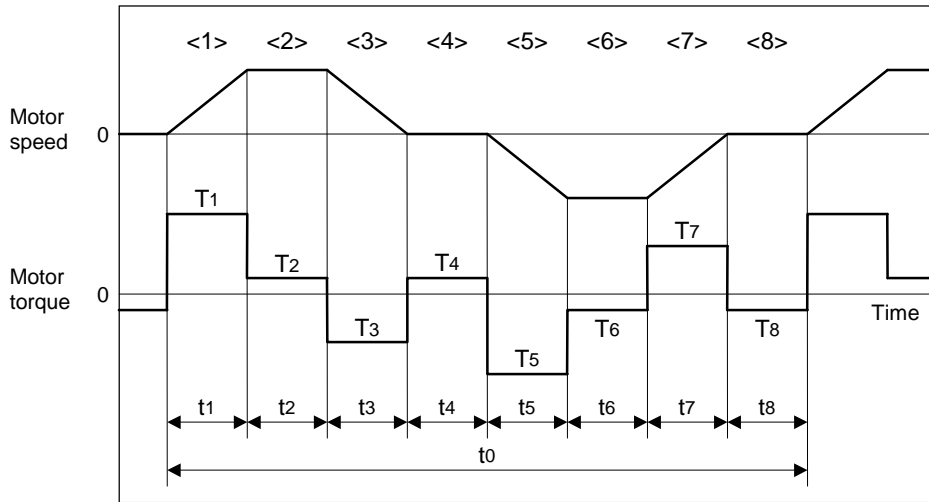 <1> <2> <3> <4> <5> <6> <7> <8>
Motor speed 0
T1
T7
T2 T4
Motor torque 0
Time
T3 T6 T8
T5
t1 t2 t3 t4 t5 t6 t7 t8
t0